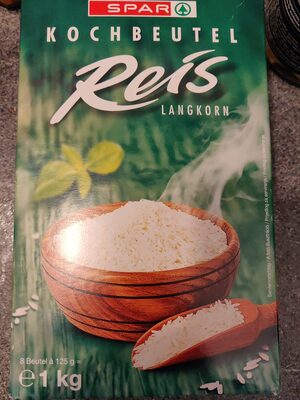 SPAR
KOCHBEUTEL
Reis
LANGKORN
8 Beutel à 125 g =
℮ 1 kg